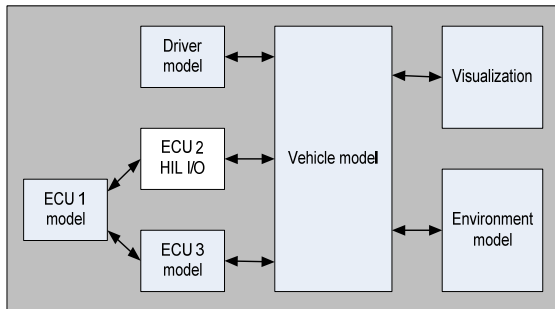 Driver
model
ECU 2
HIL I/O
ECU 1
model
ECU 3
model
Vehicle model
Visualization
Environment
model